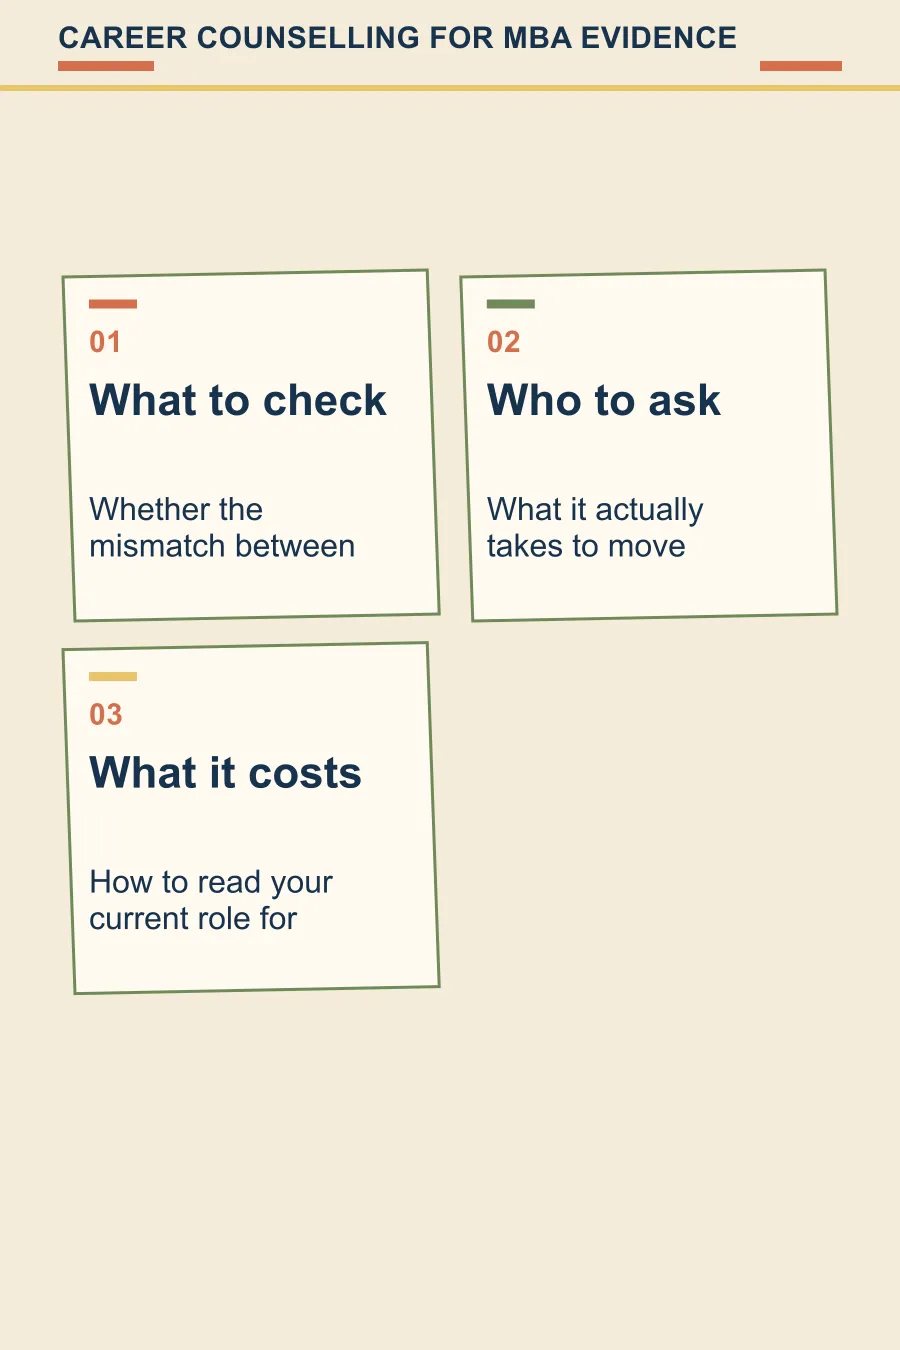 CAREER COUNSELLING FOR MBA EVIDENCE
01
What to check
Whether the
mismatch between
02
Who to ask
What it actually
takes to move
03
What it costs
How to read your
current role for